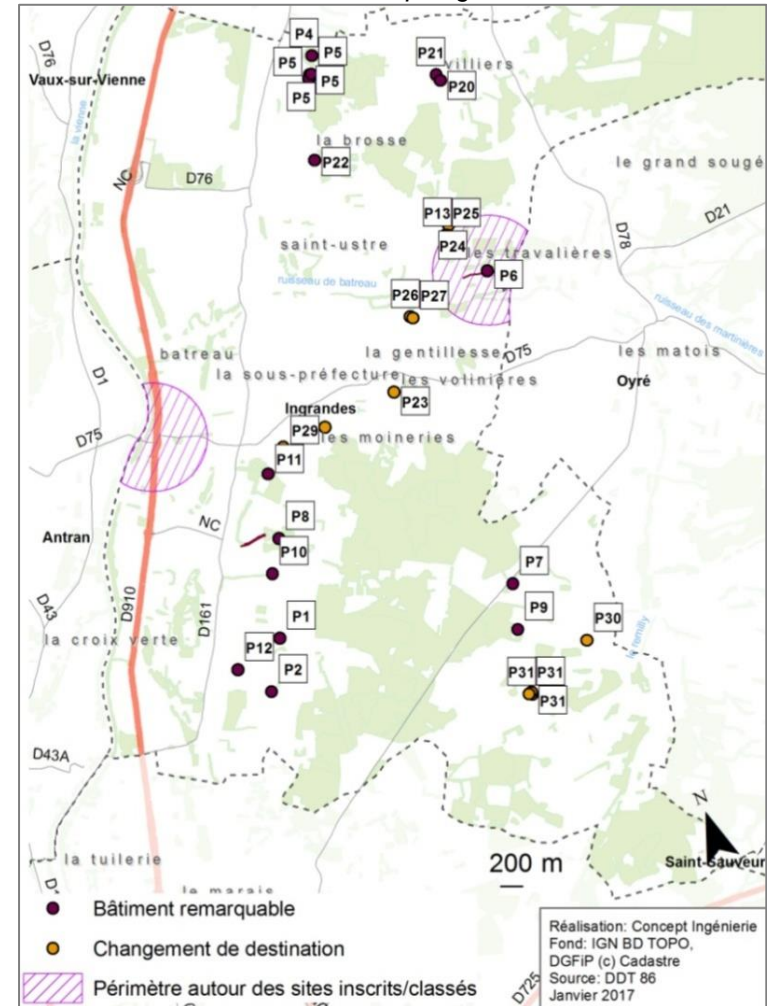 P4
D76
P5
P5
P21
villiers
P5
Vaux-sur-Vienne
P20
P5
la vienne
la brosse
P22
le grand sougé
NC
D76
P13
P25
D21
D78
saint-ustre
P24
les travalières
P6
ruisseau de batreau
P26
P27
ruisseau des martinières
batreau
la gentillesse
D75
les matois
D1
la sous-préfecture
les volinières
Oyré
P23
Ingrandes
D75
P29
les moineries
P11
NC
P8
Antran
P10
P7
D43
D910
D161
P1
P9
P30
la croix verte
P12
le remilly
P2
P31
P31
P31
D43A
N
la tuilerie
200 m
Saint-Sauveur
le marais
Bâtiment remarquable
Changement de destination
Périmètre autour des sites inscrits/classés
D725
Réalisation: Concept Ingénierie
Fond: IGN BD TOPO,
DGFiP (c) Cadastre
Source: DDT 86
Janvier 2017